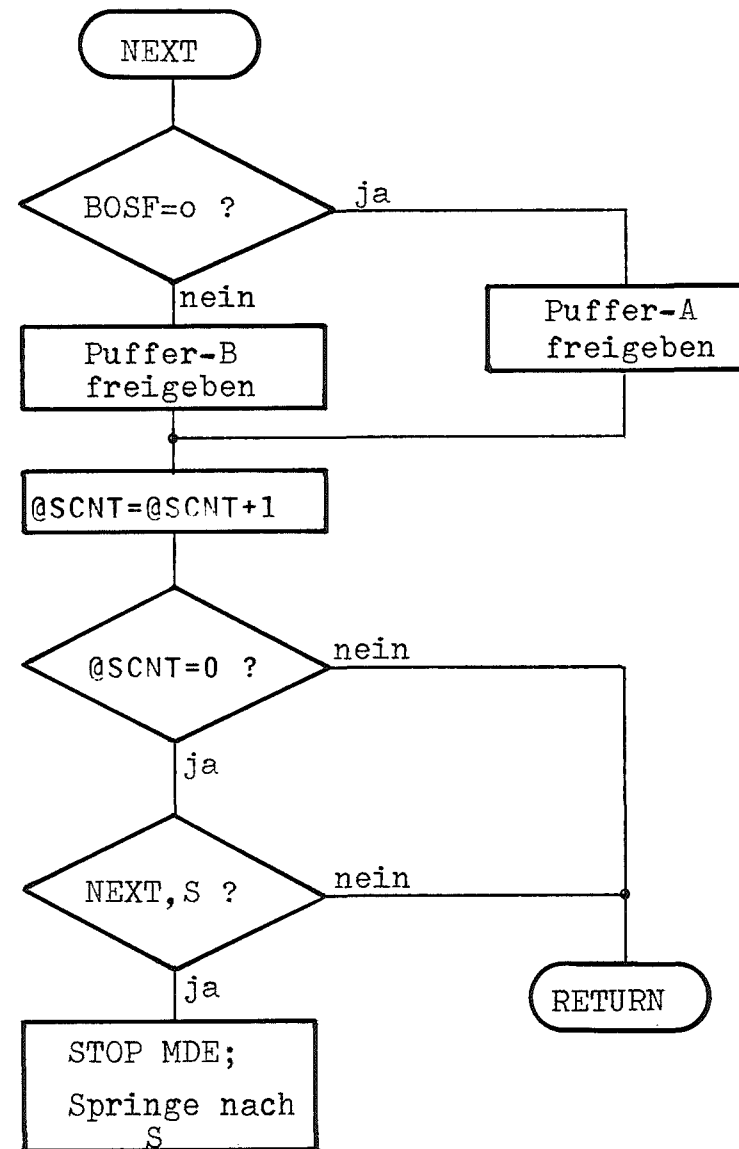 NEXT
BOSF=o ?
ja
nein
Puffer-A
freigeben
Puffer-B
freigeben
@SCNT=@SCNT+1
@SCNT=0 ?
nein
ja
NEXT,S ?
nein
ja
RETURN
STOP MDE;
Springe nach
S